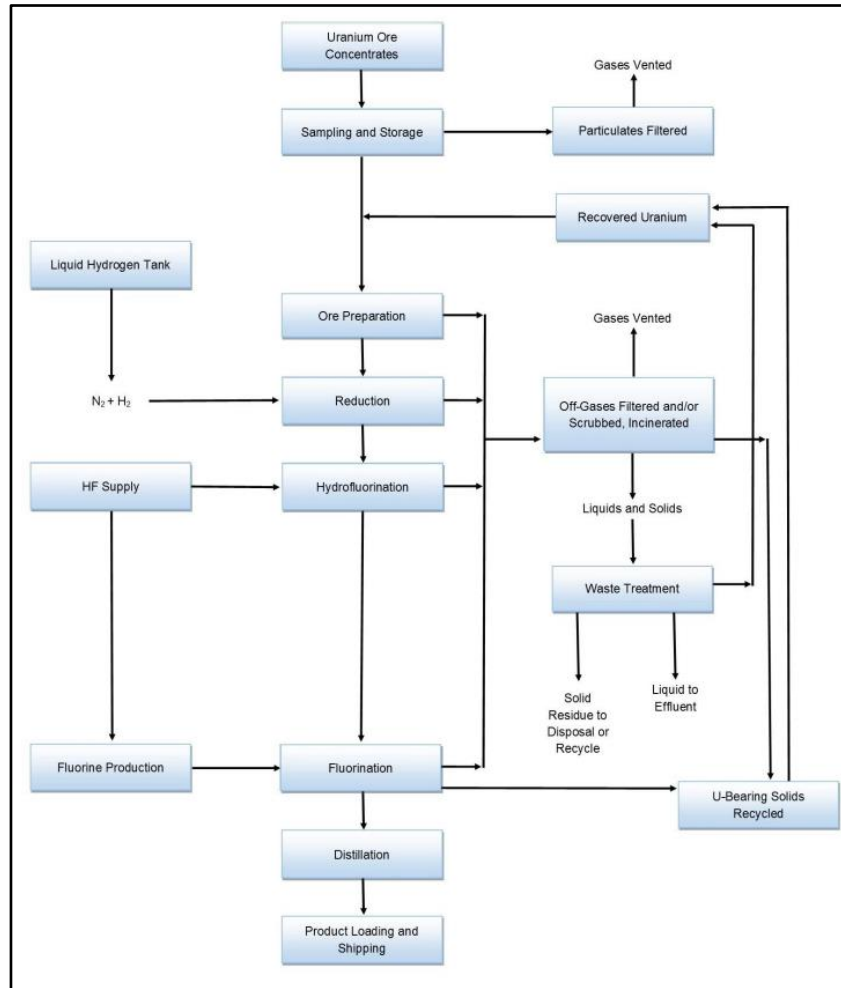 Uranium Ore
Concentrates
Gases Vented
Sampling and Storage
Particulates Filtered
Recovered Uranium
Liquid Hydrogen Tank
Ore Preparation
Gases Vented
N₂ + H₂
Reduction
Off-Gases Filtered and/or
Scrubbed, Incinerated
HF Supply
Hydrofluorination
Liquids and Solids
Waste Treatment
Solid
Residue to
Disposal or
Recycle
Liquid to
Effluent
Fluorine Production
Fluorination
U-Bearing Solids
Recycled
Distillation
Product Loading and
Shipping